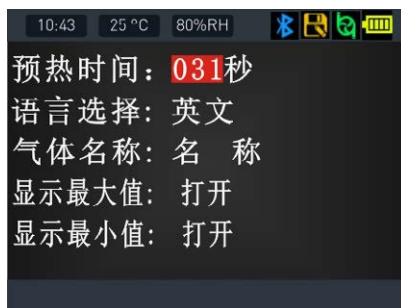 10:43 25℃ 80%RH
预热时间：031秒
语言选择: 英文
气体名称: 名 称
显示最大值: 打开
显示最小值: 打开